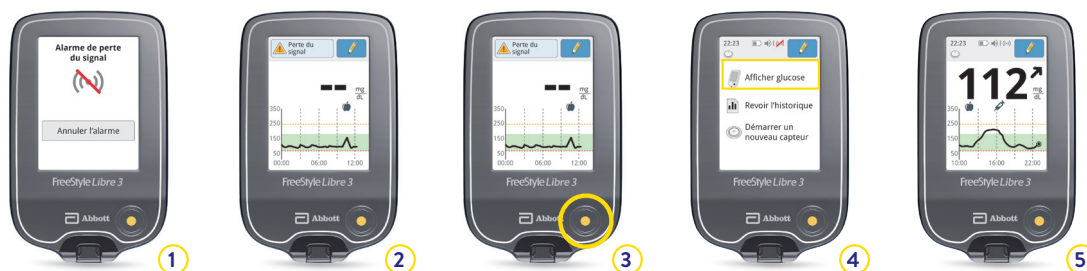 Alarme de perte
du signal
Annuler l'alarme
FreeStyle Libre 3
Abbott
1
Perte du
signal
--
mg
dL
350
250
150
50
00:00 06:00 12:00
FreeStyle Libre 3
Abbott
2
Perte du
signal
--
mg
dL
350
250
150
50
00:00 06:00 12:00
FreeStyle Libre 3
Abbott
3
22:23
Afficher glucose
Revoir l'historique
Démarrer un
nouveau capteur
FreeStyle Libre 3
Abbott
4
22:23
112
mg
dL
350
250
150
50
10:00 16:00 22:00
FreeStyle Libre 3
Abbott
5